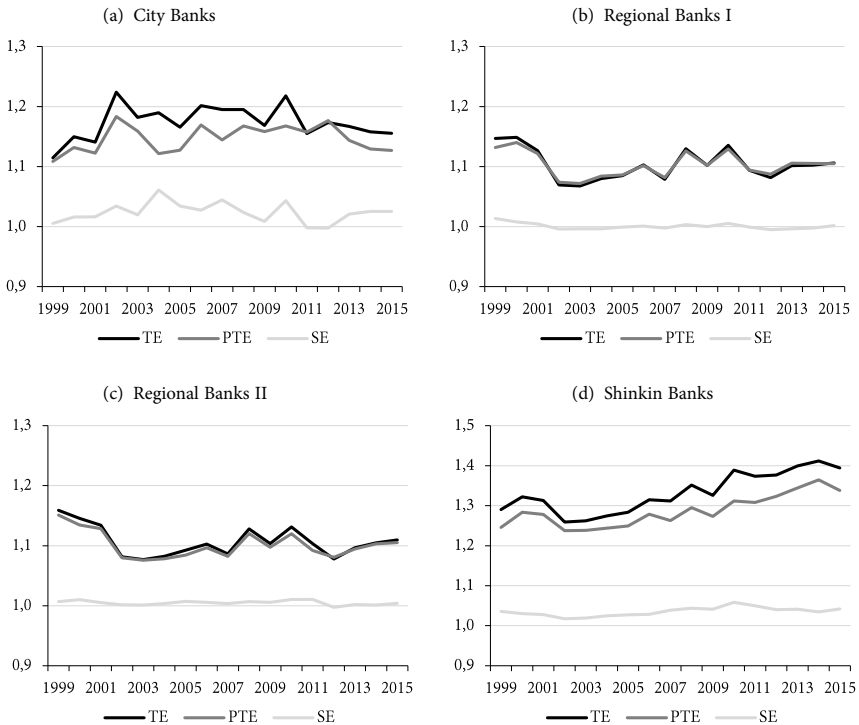 (a) City Banks
1,3
1,2
1,1
1,0
0,9
1999 2001 2003 2005 2007 2009 2011 2013 2015
TE PTE SE
(b) Regional Banks I
1,3
1,2
1,1
1,0
0,9
1999 2001 2003 2005 2007 2009 2011 2013 2015
TE PTE SE
(c) Regional Banks II
1,3
1,2
1,1
1,0
0,9
1999 2001 2003 2005 2007 2009 2011 2013 2015
TE PTE SE
(d) Shinkin Banks
1,5
1,4
1,3
1,2
1,1
1,0
0,9
1999 2001 2003 2005 2007 2009 2011 2013 2015
TE PTE SE